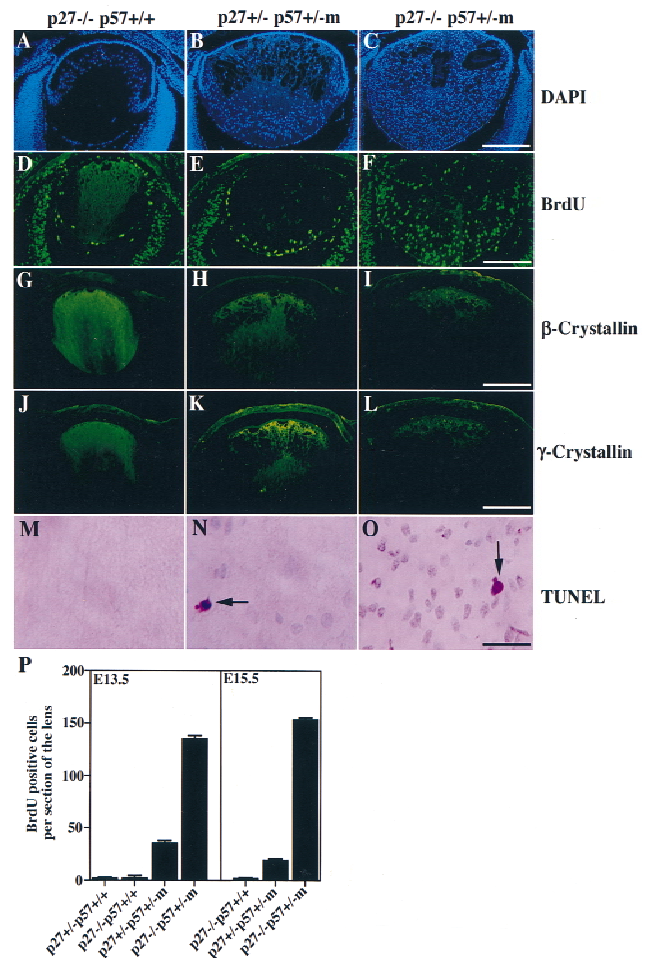 p27-/- p57+/+ p27+/- p57+/-m p27-/- p57+/-m
A B C DAPI
D E F BrdU
G H I β-Crystallin
J K L γ-Crystallin
M N O TUNEL
P
E13.5 E15.5
200
150
100
50
0
BrdU positive cells
per section of the lens
p27+/-p57+/+
p27-/-p57+/+
p27+/-p57+/-m
p27-/-p57+/-m
p27-/-p57+/+
p27+/-p57+/-m
p27-/-p57+/-m